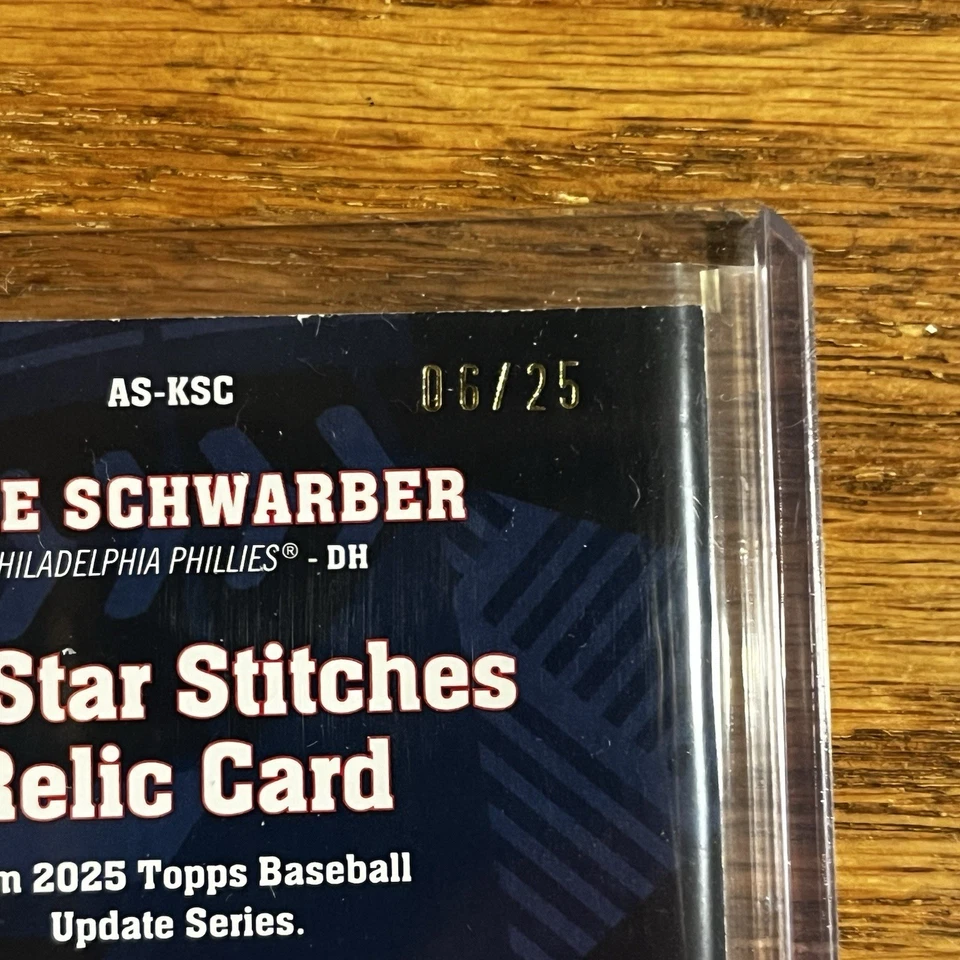 AS-KSC 06/25
E SCHWARBER
HILADELPHIA PHILLIES® - DH
Star Stitches
Relic Card
m 2025 Topps Baseball
Update Series.